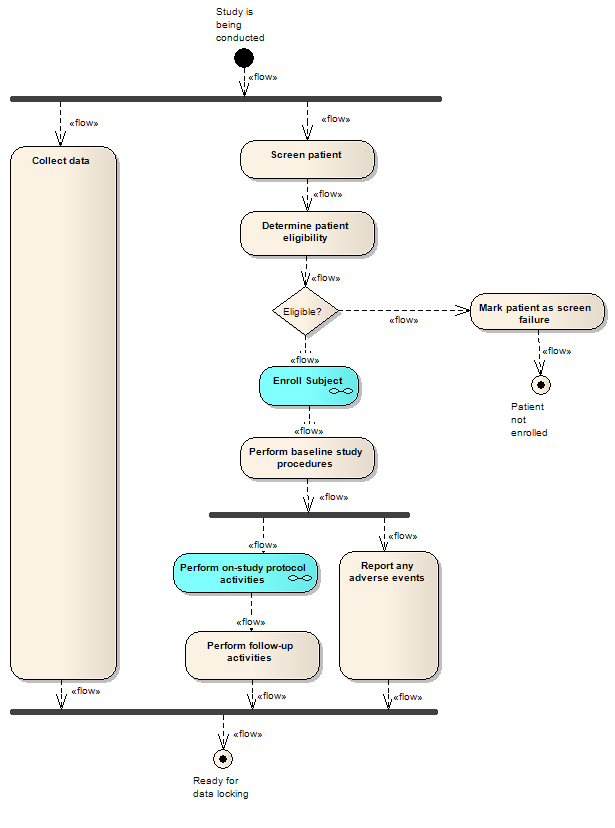 Study is
being
conducted
«flow»
«flow»
«flow»
Collect data
Screen patient
«flow»
Determine patient
eligibility
«flow»
Eligible?
«flow»
Mark patient as screen
failure
«flow»
Patient
not
enrolled
«flow»
Enroll Subject
«flow»
Perform baseline study
procedures
«flow»
«flow»
«flow»
Perform on-study protocol
activities
Report any
adverse events
«flow»
Perform follow-up
activities
«flow»
«flow»
«flow»
«flow»
Ready for
data locking